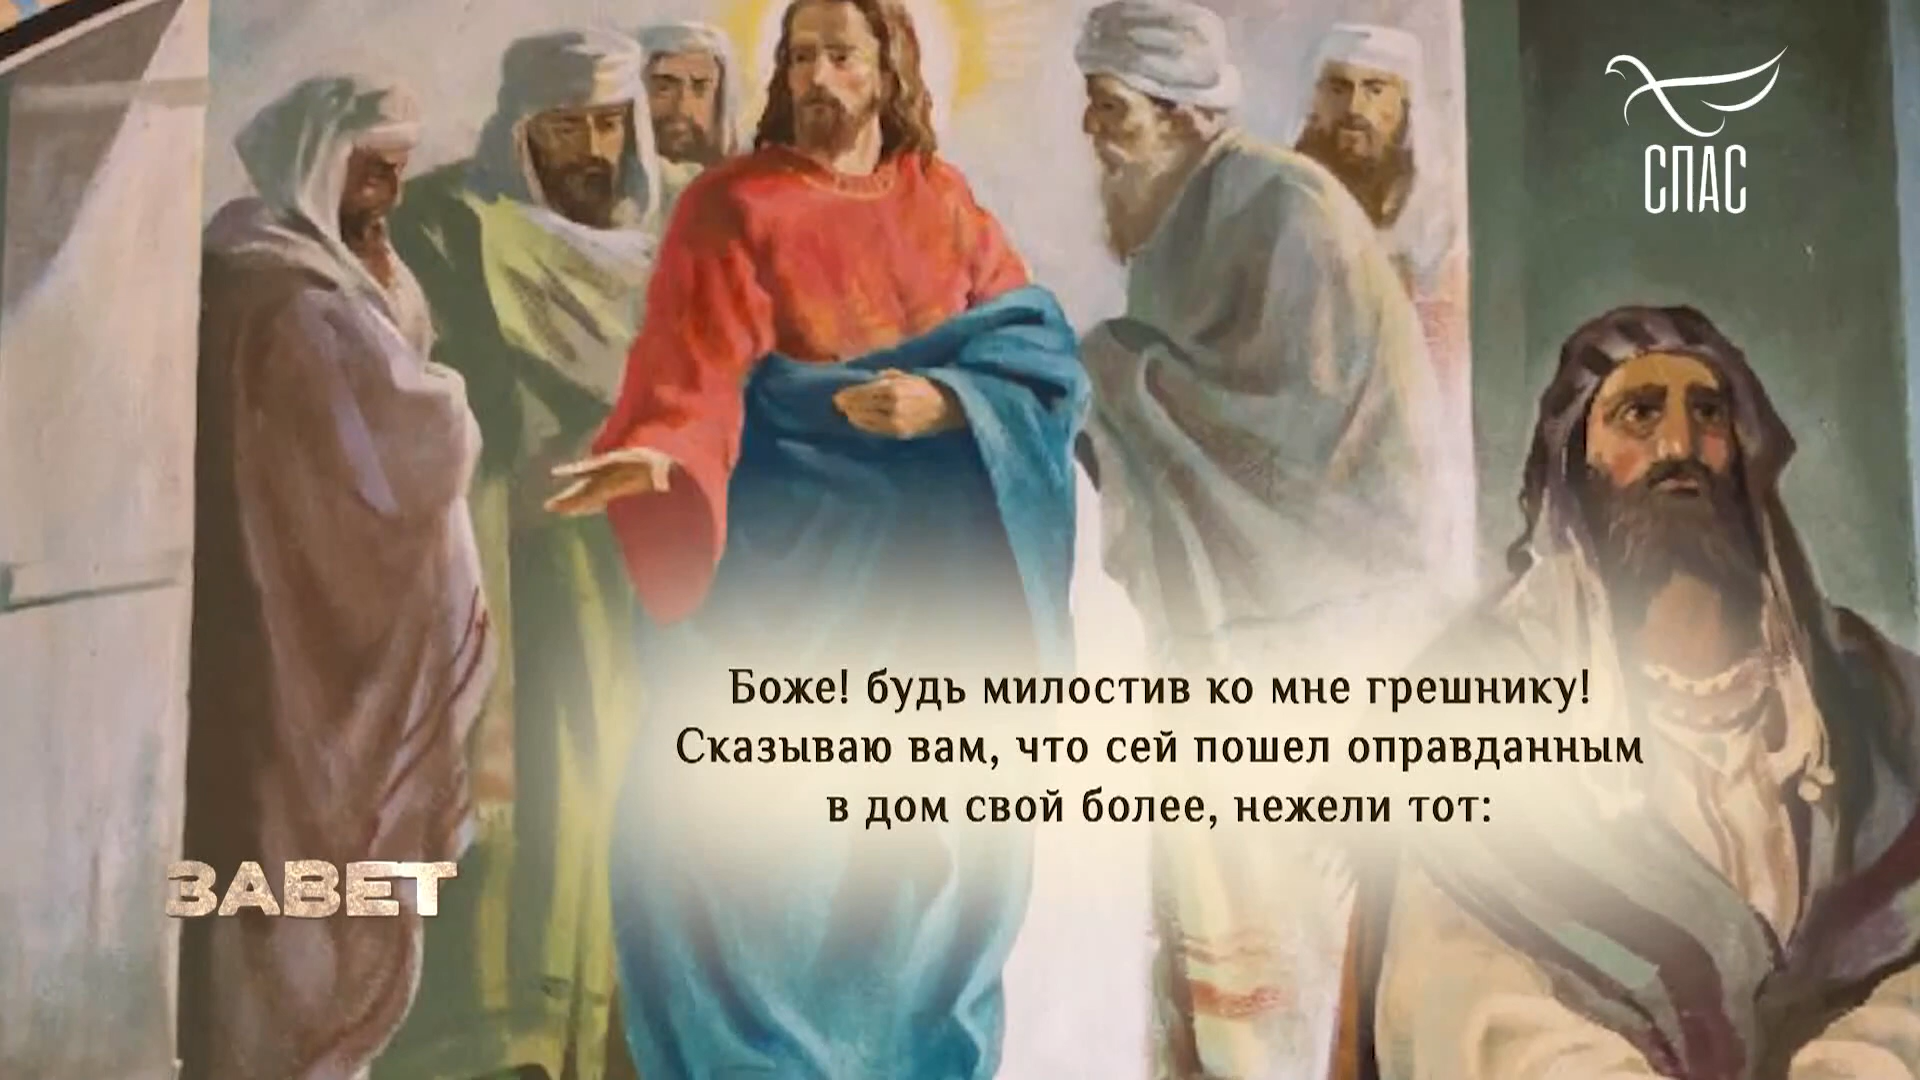 СПАС
Боже! будь милостив ко мне грешнику!
Сказываю вам, что сей пошел оправданным
в дом свой более, нежели тот:
ЗАВЕТ